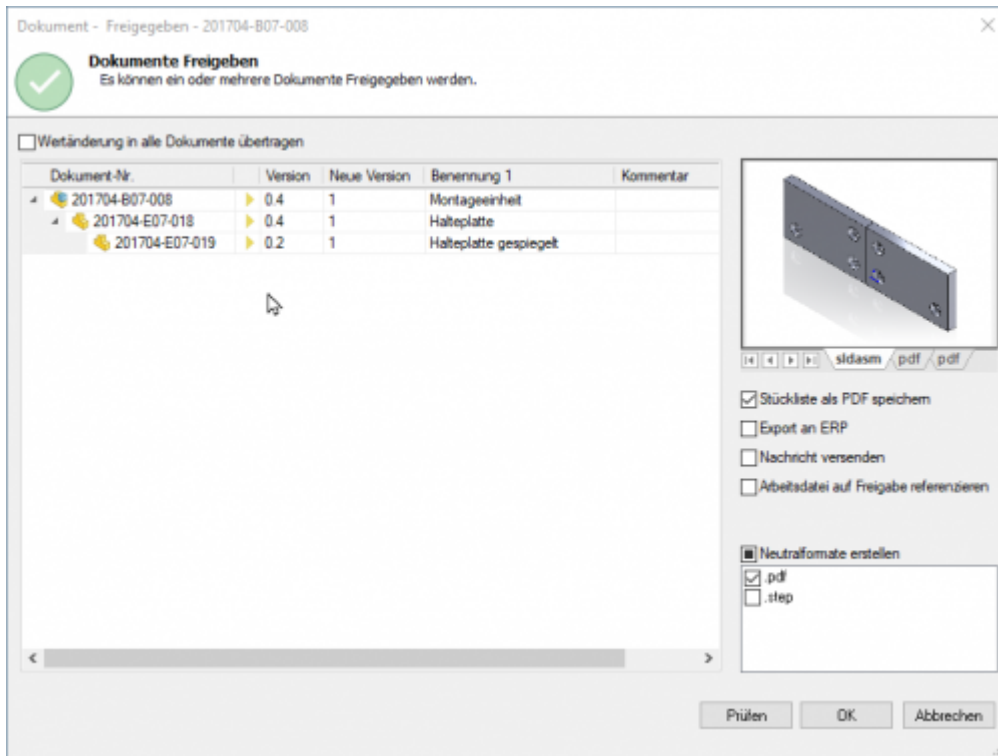 Dokument - Freigegeben - 201704-B07-008
Dokumente Freigeben
Es können ein oder mehrere Dokumente Freigegeben werden.
Wertänderung in alle Dokumente übertragen
Dokument-Nr. Version Neue Version Benennung 1 Kommentar
201704-B07-008 0.4 1 Montageeinheit
201704-E07-018 0.4 1 Halteplatte
201704-E07-019 0.2 1 Halteplatte gespiegelt
sldasm pdf pdf
Stückliste als PDF speichern
Export an ERP
Nachricht versenden
Arbeitsdatei auf Freigabe referenzieren
Neutralformate erstellen
.pdf
.step
Prüfen OK Abbrechen